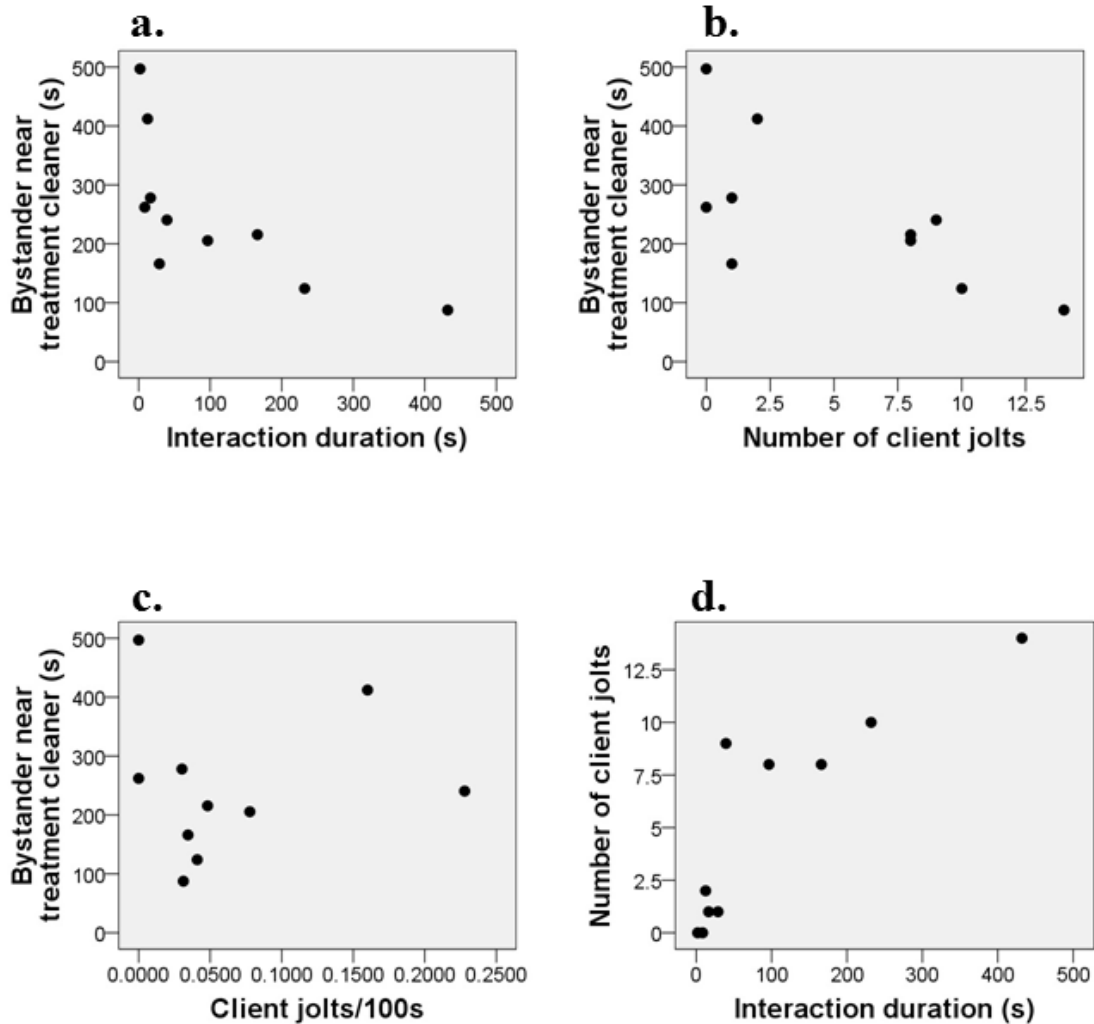 a.
Bystander near
treatment cleaner (s)
500
400
300
200
100
0
0 100 200 300 400 500
Interaction duration (s)
b.
Bystander near
treatment cleaner (s)
500
400
300
200
100
0
0 2.5 5 7.5 10 12.5
Number of client jolts
c.
Bystander near
treatment cleaner (s)
500
400
300
200
100
0
0.0000 0.0500 0.1000 0.1500 0.2000 0.2500
Client jolts/100s
d.
Number of client jolts
12.5
10
7.5
5
2.5
0
0 100 200 300 400 500
Interaction duration (s)